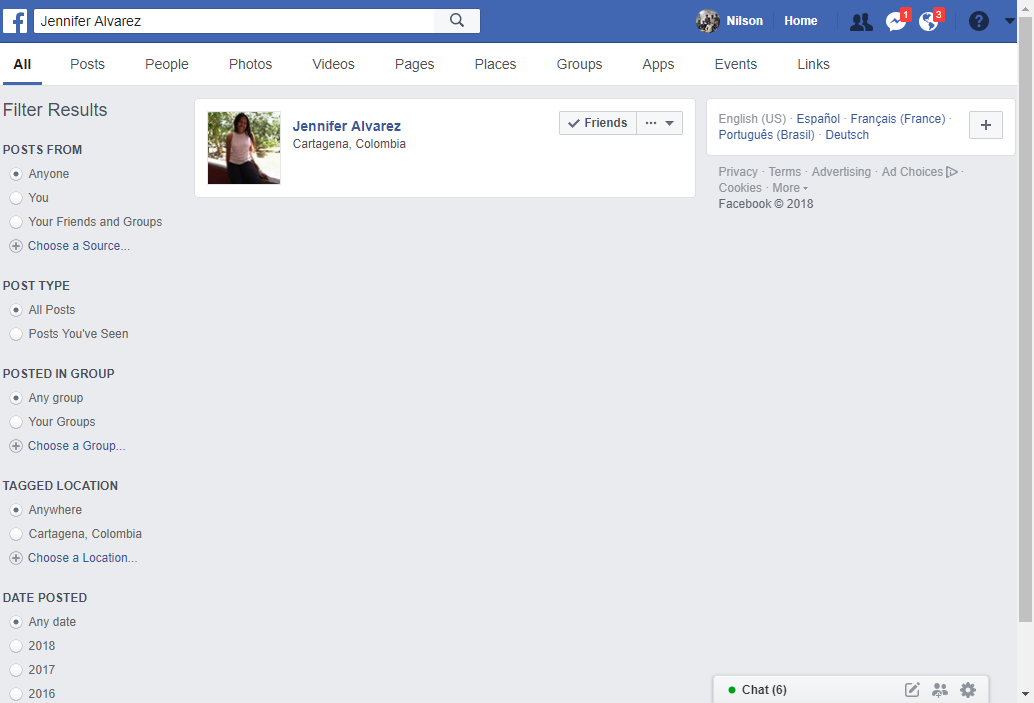 f Jennifer Alvarez Nilson Home 1 3 ?
All Posts People Photos Videos Pages Places Groups Apps Events Links
Filter Results
POSTS FROM
Anyone
You
Your Friends and Groups
Choose a Source...
POST TYPE
All Posts
Posts You've Seen
POSTED IN GROUP
Any group
Your Groups
Choose a Group...
TAGGED LOCATION
Anywhere
Cartagena, Colombia
Choose a Location...
DATE POSTED
Any date
2018
2017
2016
Jennifer Alvarez
Cartagena, Colombia
Friends ...
English (US) · Español · Français (France) ·
Português (Brasil) · Deutsch
+
Privacy · Terms · Advertising · Ad Choices ·
Cookies · More
Facebook © 2018
Chat (6)